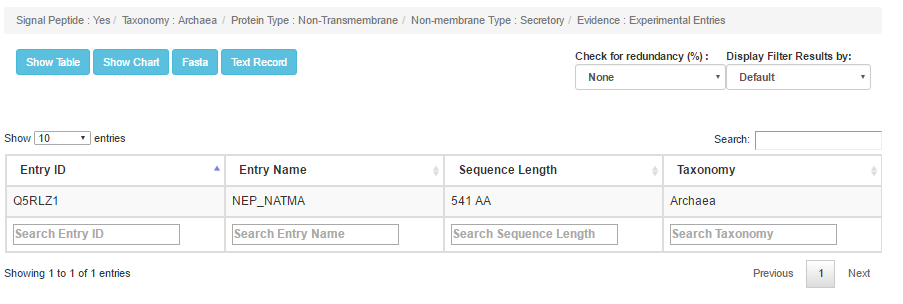 Signal Peptide : Yes / Taxonomy : Archaea / Protein Type : Non-Transmembrane / Non-membrane Type : Secretory / Evidence : Experimental Entries
Show Table Show Chart Fasta Text Record
Check for redundancy (%) : Display Filter Results by:
None Default
Show 10 entries Search:
Entry ID Entry Name Sequence Length Taxonomy
Q5RLZ1 NEP_NATMA 541 AA Archaea
Search Entry ID Search Entry Name Search Sequence Length Search Taxonomy
Showing 1 to 1 of 1 entries Previous 1 Next